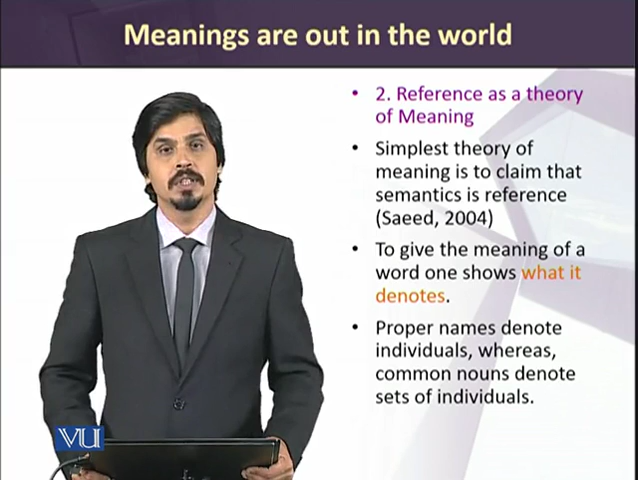 Meanings are out in the world
• 2. Reference as a theory
of Meaning
• Simplest theory of
meaning is to claim that
semantics is reference
(Saeed, 2004)
• To give the meaning of a
word one shows what it
denotes.
• Proper names denote
individuals, whereas,
common nouns denote
sets of individuals.
VU